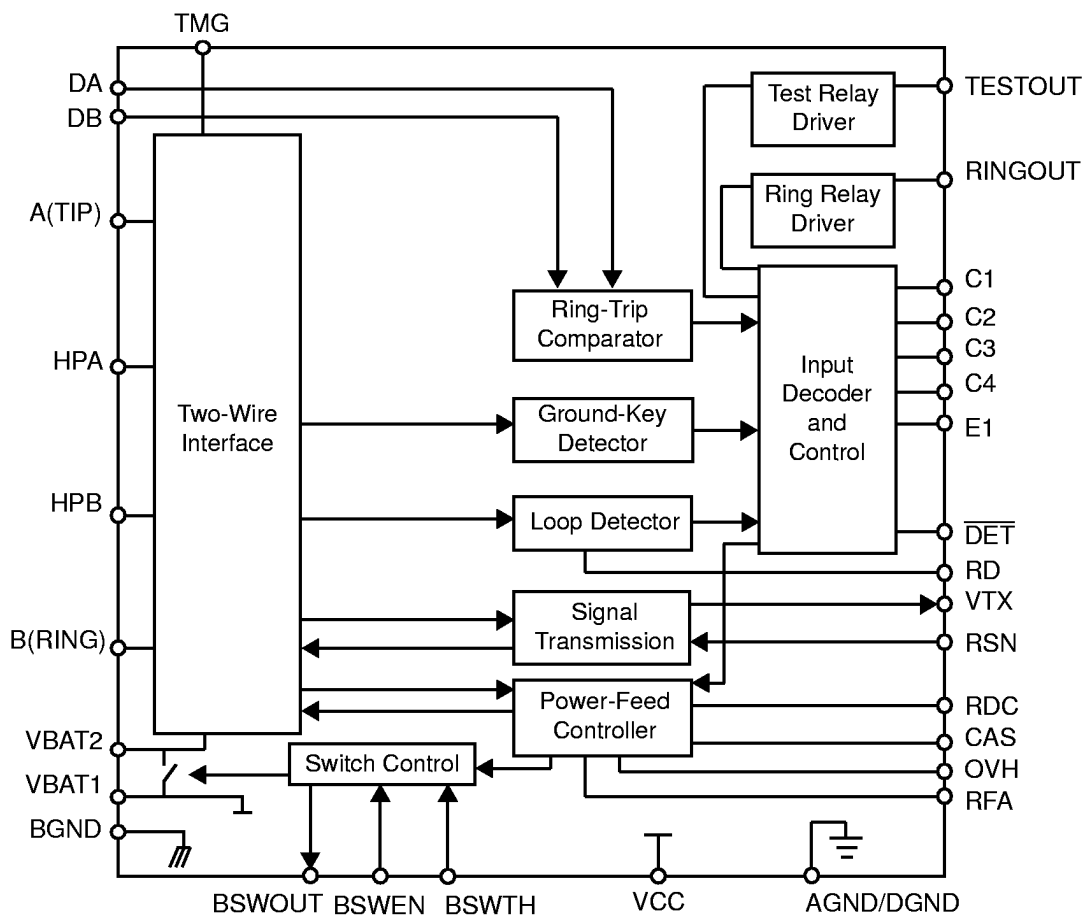 TMG
DA
DB
A(TIP)
HPA
HPB
B(RING)
VBAT2
VBAT1
BGND
Two-Wire
Interface
Ring-Trip
Comparator
Ground-Key
Detector
Loop Detector
Signal
Transmission
Power-Feed
Controller
Switch Control
Test Relay
Driver
Ring Relay
Driver
Input
Decoder
and
Control
TESTOUT
RINGOUT
C1
C2
C3
C4
E1
DET
RD
VTX
RSN
RDC
CAS
OVH
RFA
BSWOUT
BSWEN
BSWTH
VCC
AGND/DGND